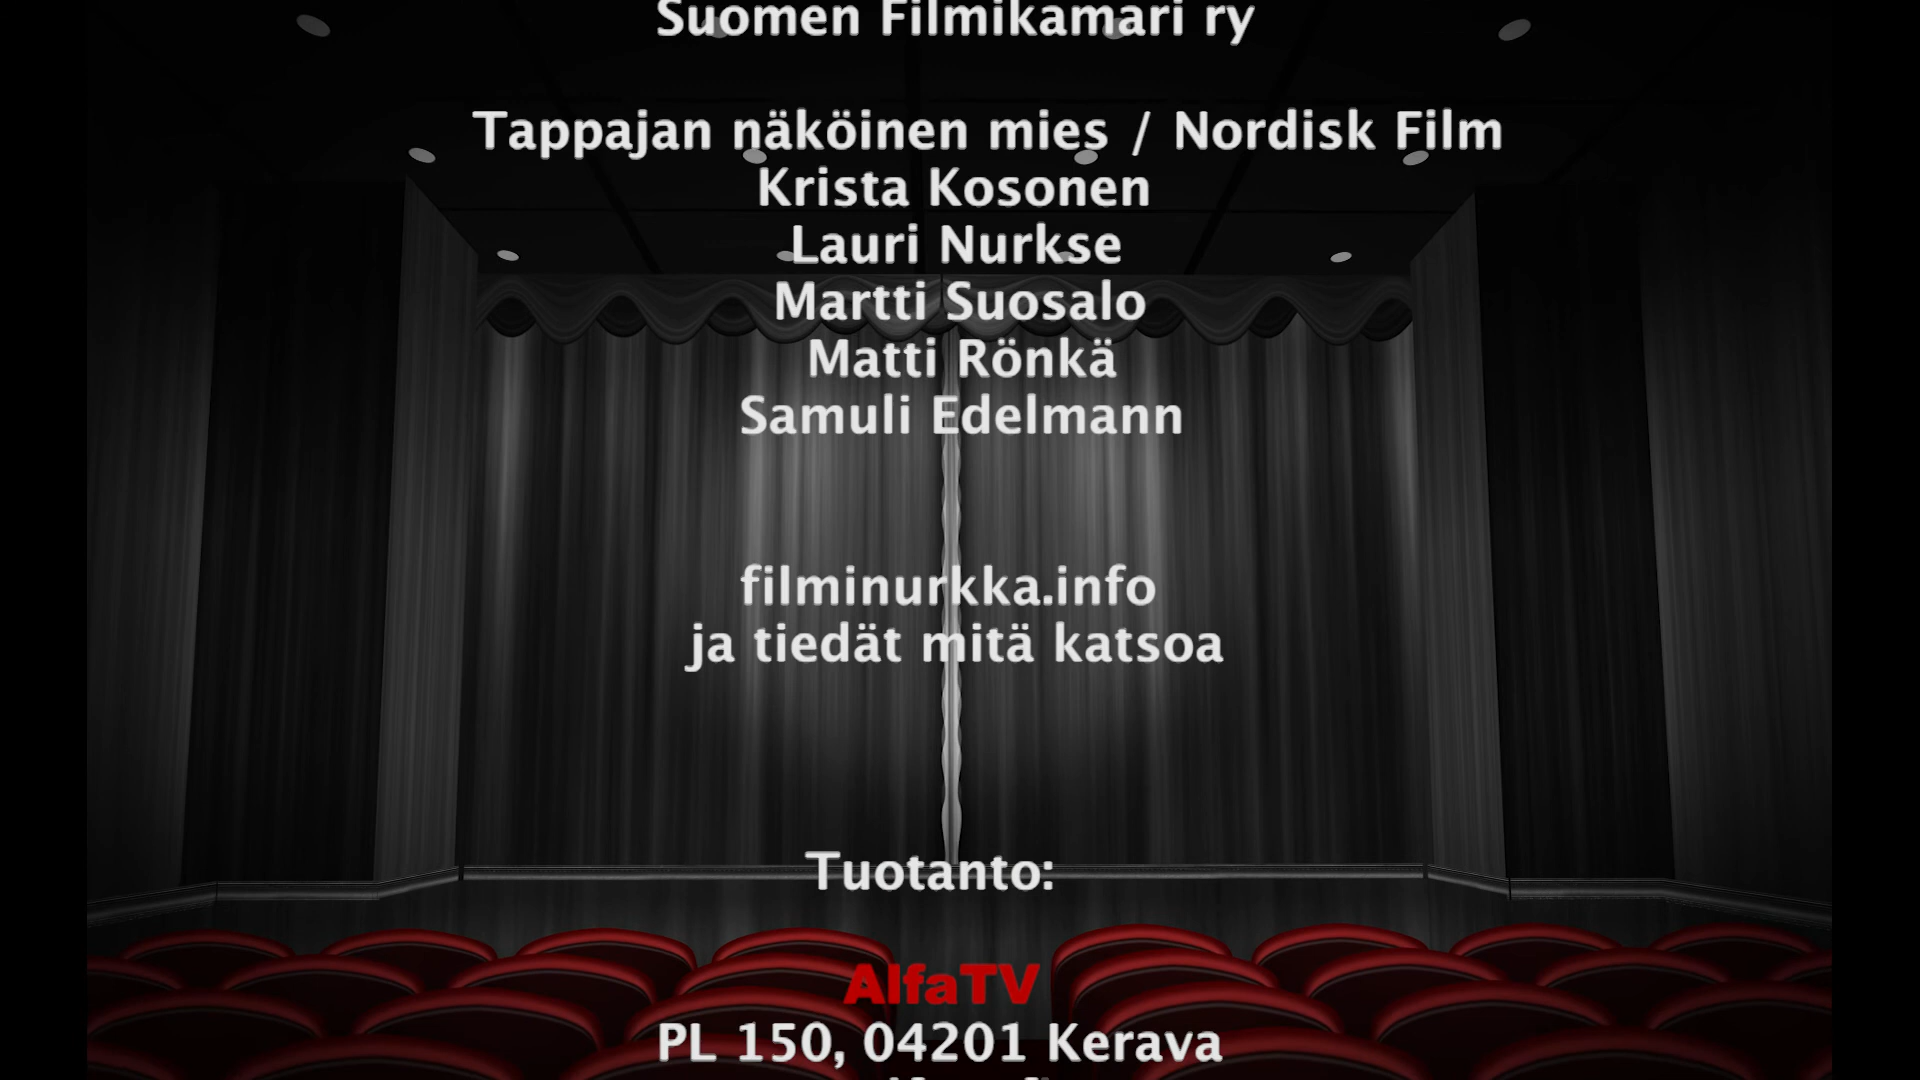 Suomen Filmikamari ry
Tappajan näköinen mies / Nordisk Film
Krista Kosonen
Lauri Nurkse
Martti Suosalo
Matti Rönkä
Samuli Edelmann
filminurkka.info
ja tiedät mitä katsoa
Tuotanto:
AlfaTV
PL 150, 04201 Kerava